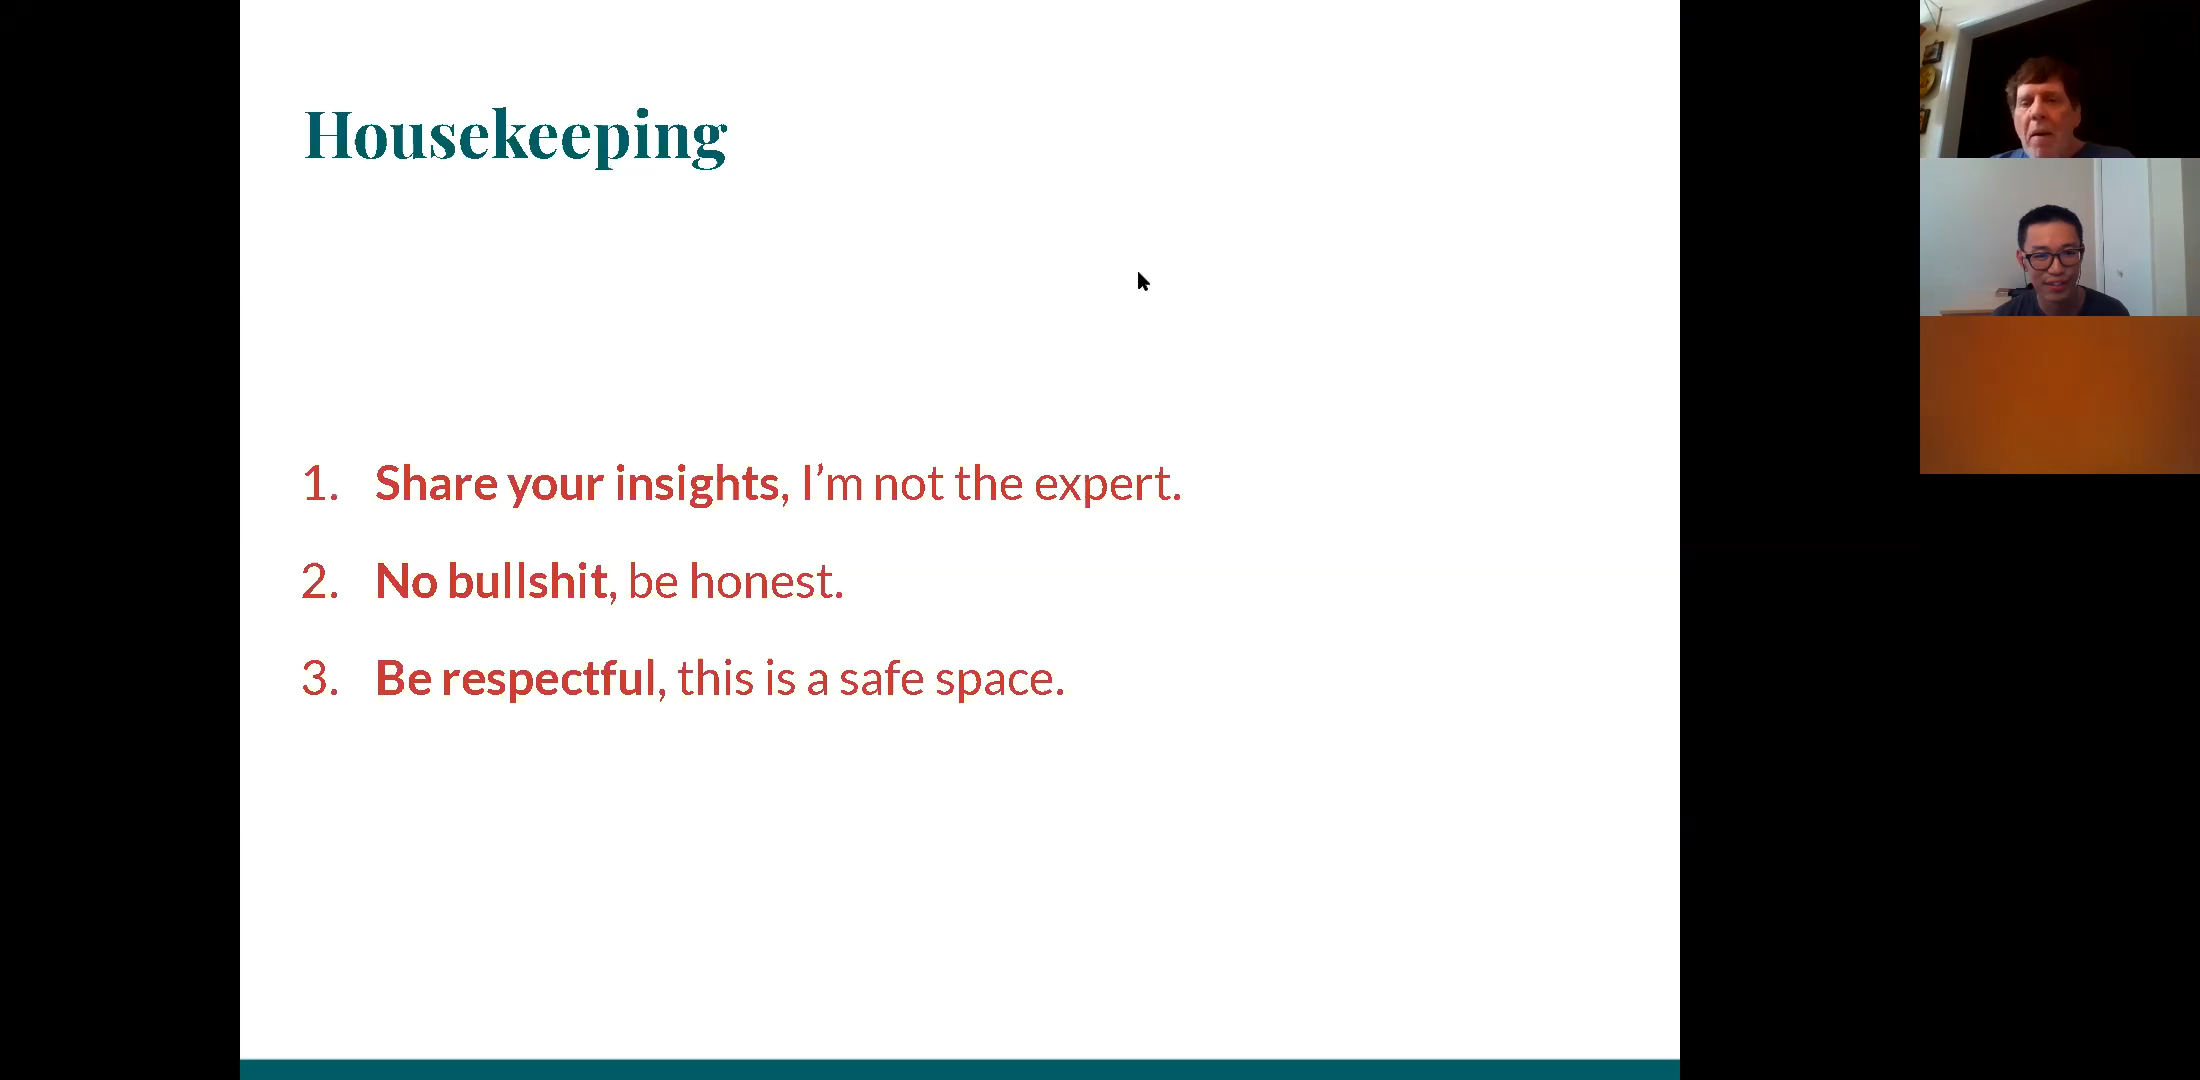 Housekeeping
1. Share your insights, I’m not the expert.
2. No bullshit, be honest.
3. Be respectful, this is a safe space.